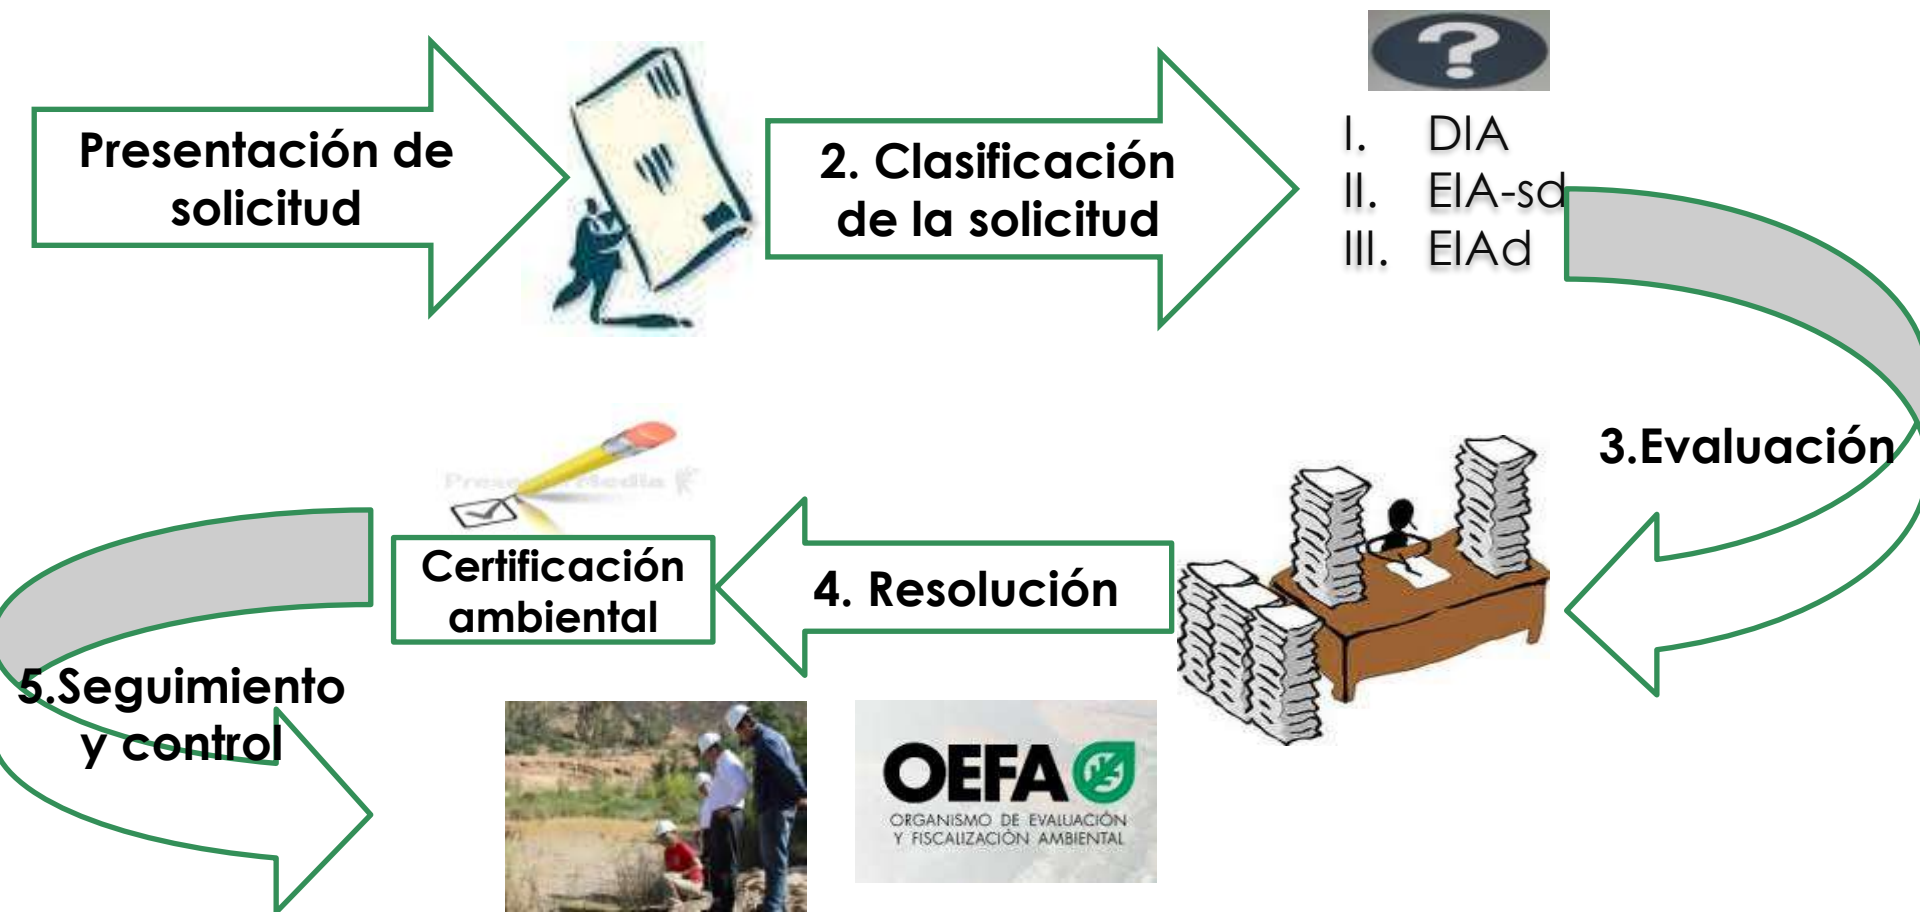 Presentación de
solicitud
2. Clasificación
de la solicitud
I. DIA
II. EIA-sd
III. EIAd
3.Evaluación
4. Resolución
Certificación
ambiental
5.Seguimiento
y control
OEFA
ORGANISMO DE EVALUACIÓN
Y FISCALIZACIÓN AMBIENTAL